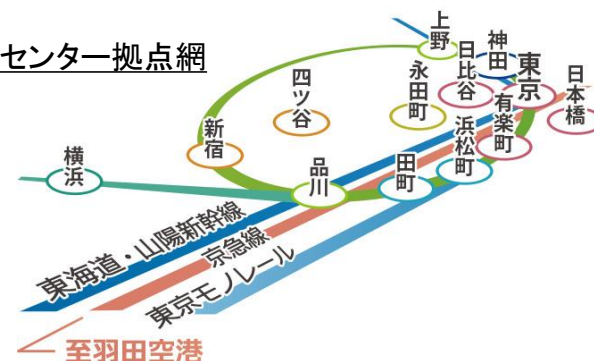 センター拠点網
上野
神田
日比谷
東京
日本橋
四ツ谷
永田町
有楽町
新宿
浜松町
横浜
品川
田町
東海道・山陽新幹線
京急線
東京モノレール
至羽田空港